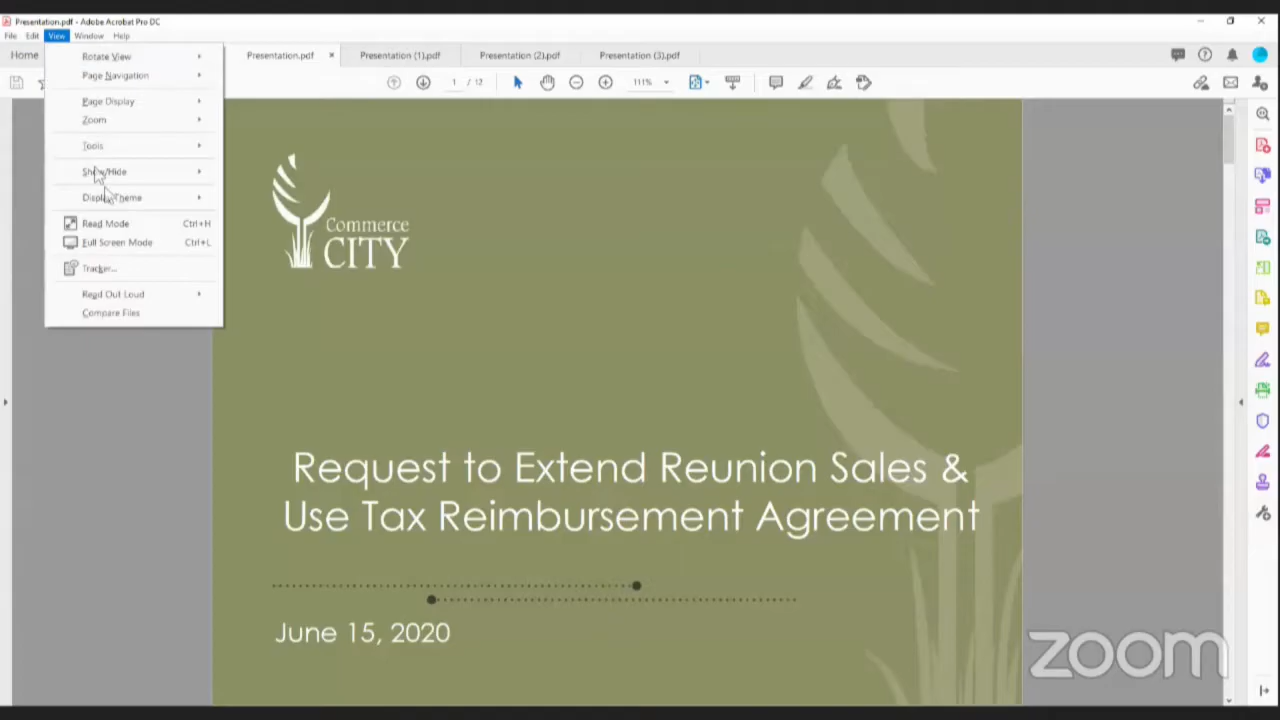 Presentation.pdf - Adobe Acrobat Pro DC
File Edit View Window Help
Home Presentation.pdf × Presentation (1).pdf Presentation (2).pdf Presentation (3).pdf
1 / 12 111%
Rotate View
Page Navigation
Page Display
Zoom
Tools
Show/Hide
Display Theme
Read Mode Ctrl+H
Full Screen Mode Ctrl+L
Tracker...
Read Out Loud
Compare Files
Commerce
CITY
Request to Extend Reunion Sales &
Use Tax Reimbursement Agreement
June 15, 2020
zoom